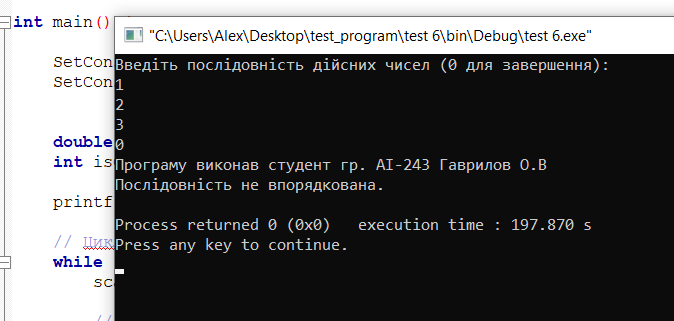 int main()
SetCon
SetCon
double
int is
printf
// Цик
while
sca
//
"C:\Users\Alex\Desktop\test_program\test 6\bin\Debug\test 6.exe"
Введіть послідовність дійсних чисел (0 для завершення):
1
2
3
0
Програму виконав студент гр. АІ-243 Гаврилов О.В
Послідовність не впорядкована.
Process returned 0 (0x0)   execution time : 197.870 s
Press any key to continue.